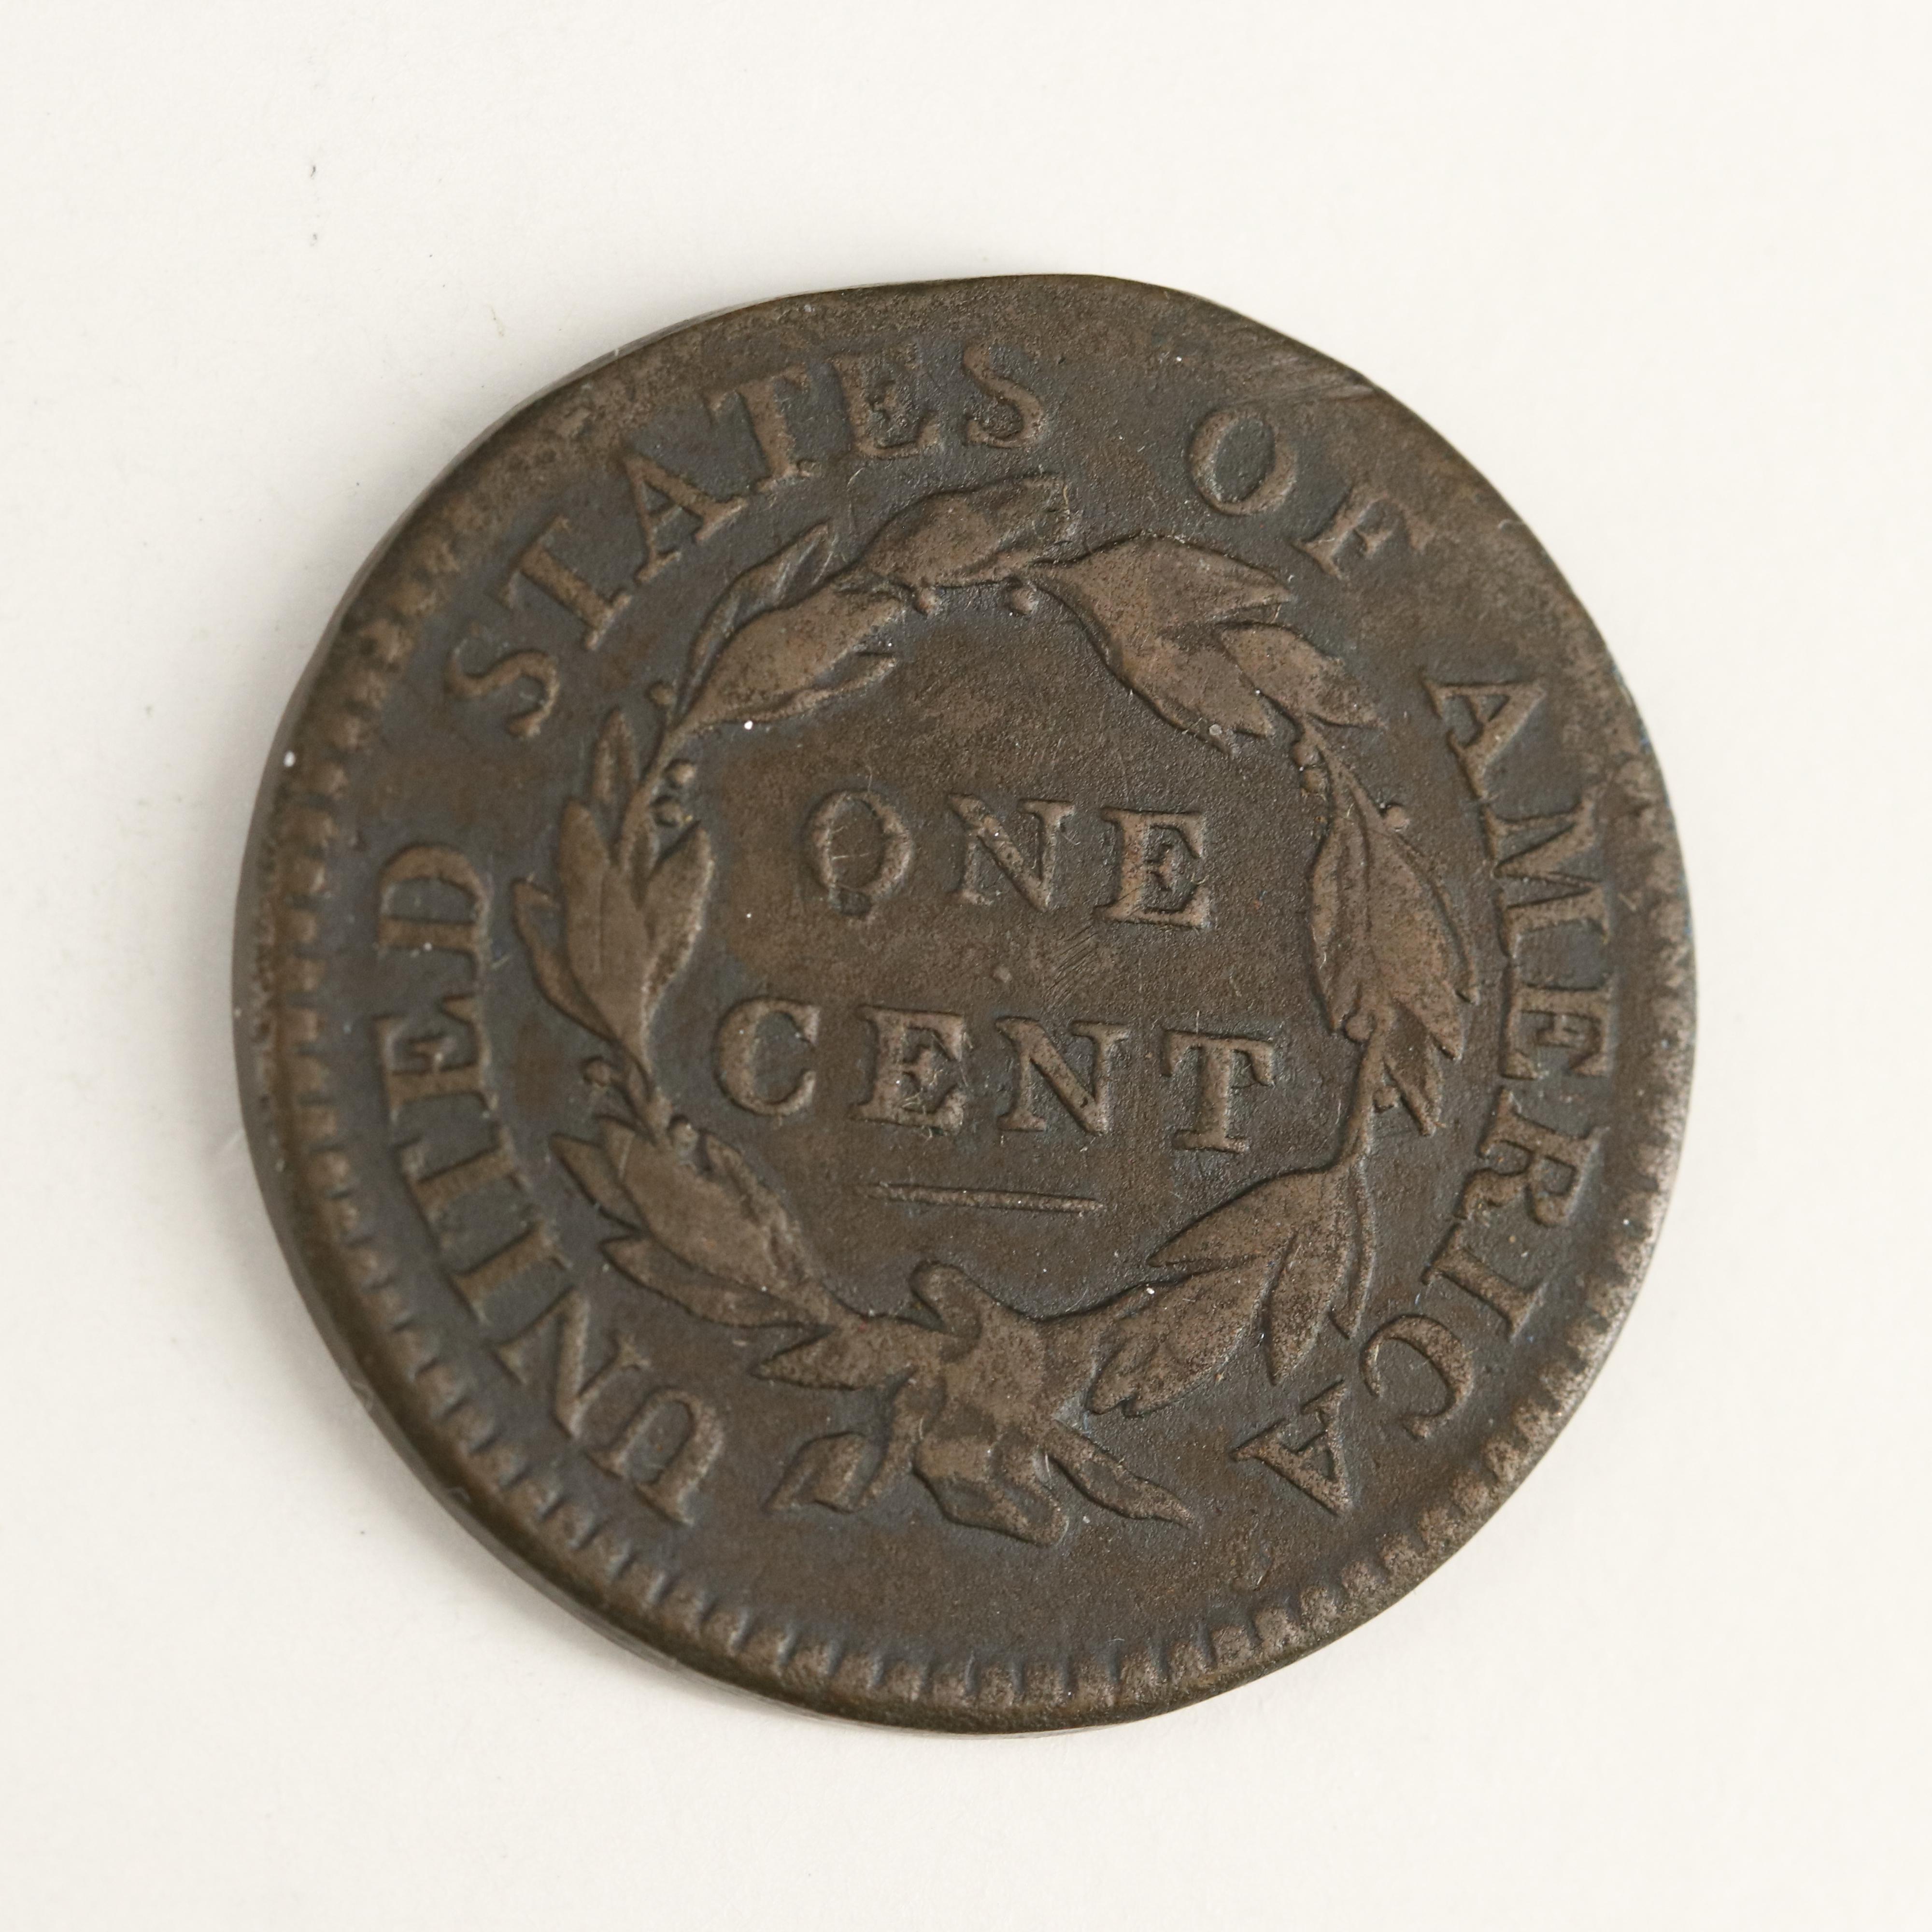 UNITED STATES OF AMERICA
ONE
CENT